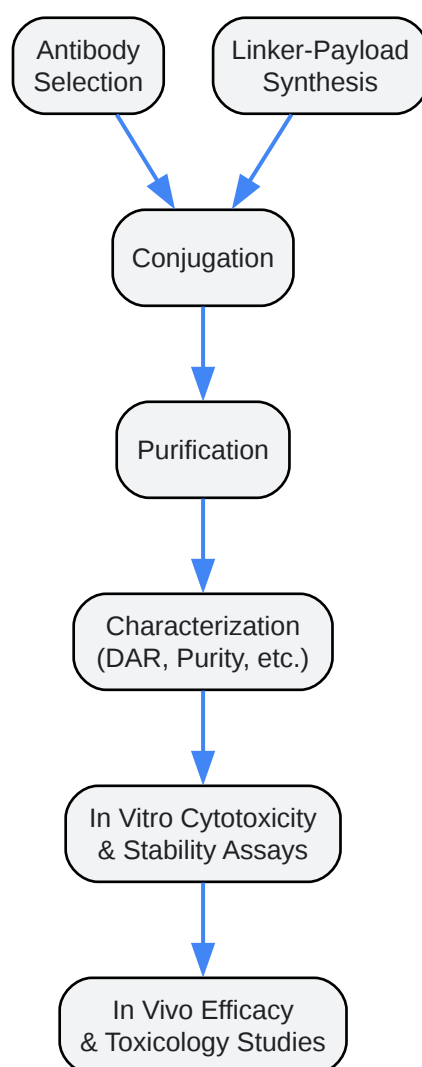 Antibody
Selection
Linker-Payload
Synthesis
Conjugation
Purification
Characterization
(DAR, Purity, etc.)
In Vitro Cytotoxicity
& Stability Assays
In Vivo Efficacy
& Toxicology Studies